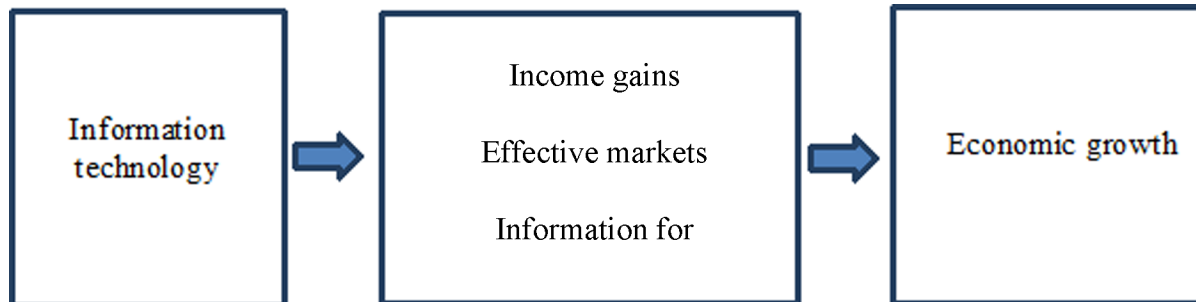 Information
technology
Income gains
Effective markets
Information for
Economic growth